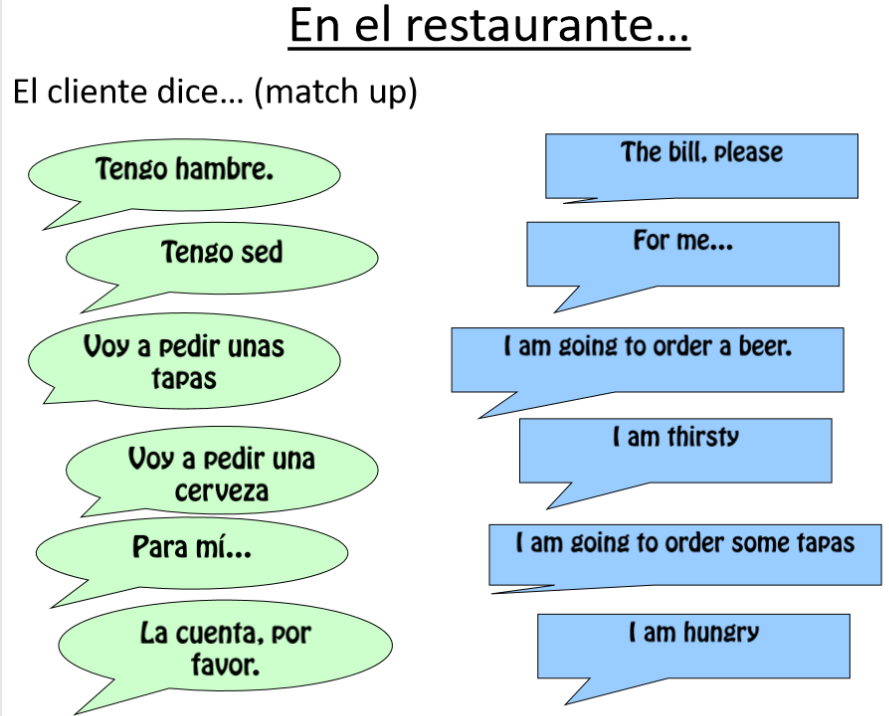 En el restaurante...
El cliente dice... (match up)
Tengo hambre.
Tengo sed
Voy a pedir unas
tapas
Voy a pedir una
cerveza
Para mí...
La cuenta, por
favor.
The bill, please
For me...
I am going to order a beer.
I am thirsty
I am going to order some tapas
I am hungry